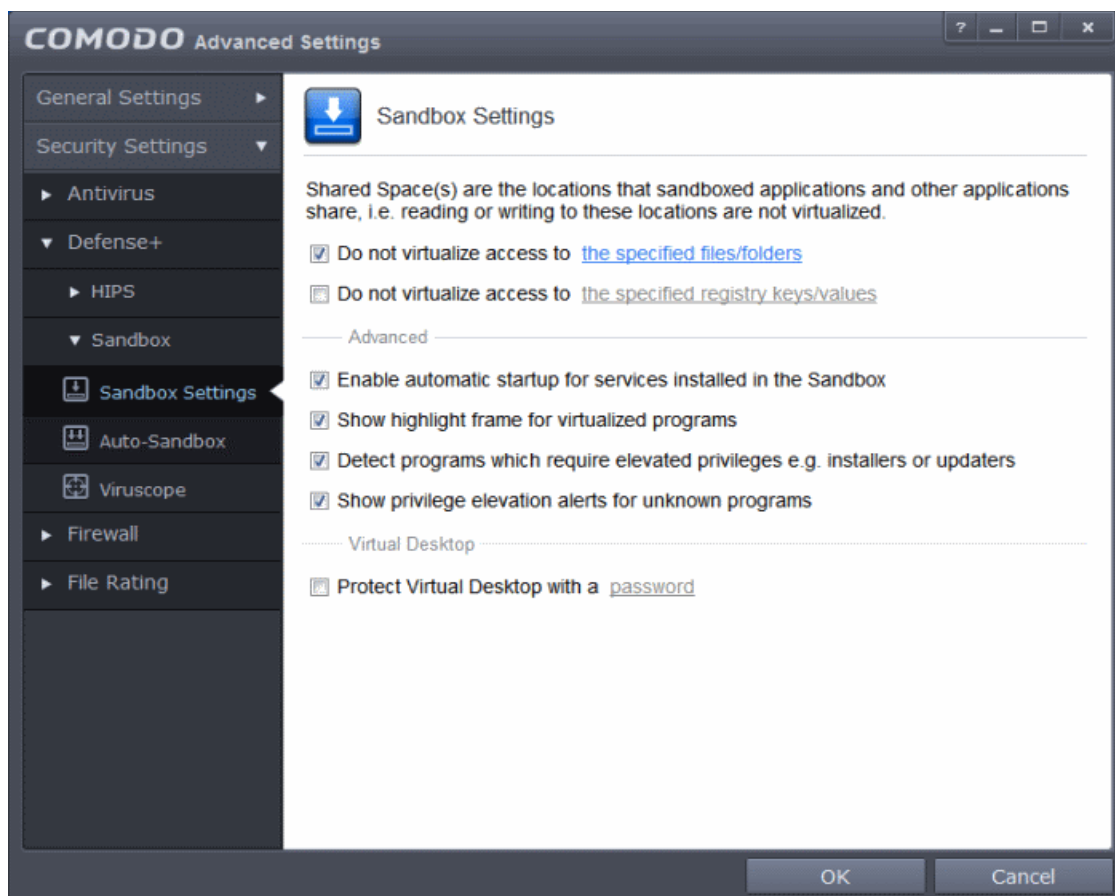 COMODO Advanced Settings
General Settings
Security Settings
Antivirus
Defense+
HIPS
Sandbox
Sandbox Settings
Auto-Sandbox
Viruscope
Firewall
File Rating
Sandbox Settings
Shared Space(s) are the locations that sandboxed applications and other applications
share, i.e. reading or writing to these locations are not virtualized.
Do not virtualize access to the specified files/folders
Do not virtualize access to the specified registry keys/values
Advanced
Enable automatic startup for services installed in the Sandbox
Show highlight frame for virtualized programs
Detect programs which require elevated privileges e.g. installers or updaters
Show privilege elevation alerts for unknown programs
Virtual Desktop
Protect Virtual Desktop with a password
OK
Cancel